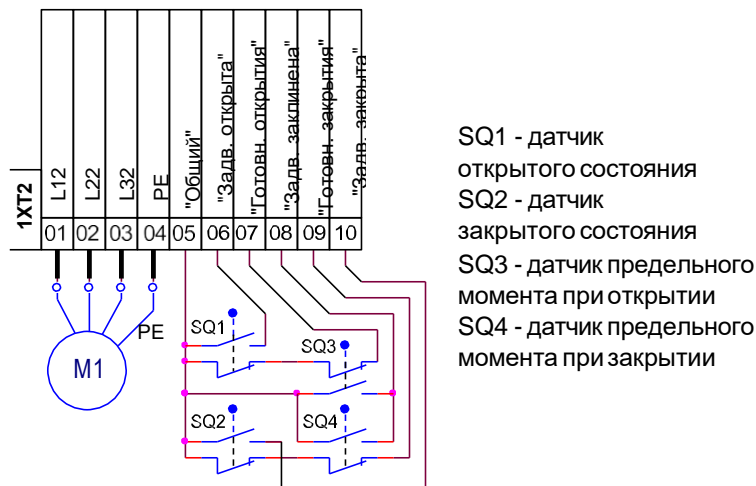 1XT2
L12
L22
L32
PE
"Общий"
"Задв. открыта"
"Готовн. открытия"
"Задв. заклинена"
"Готовн. закрытия"
"Задв. закрыта"
01 02 03 04 05 06 07 08 09 10
PE
M1
SQ1
SQ3
SQ2
SQ4
SQ1 - датчик
открытого состояния
SQ2 - датчик
закрытого состояния
SQ3 - датчик предельного
момента при открытии
SQ4 - датчик предельного
момента при закрытии